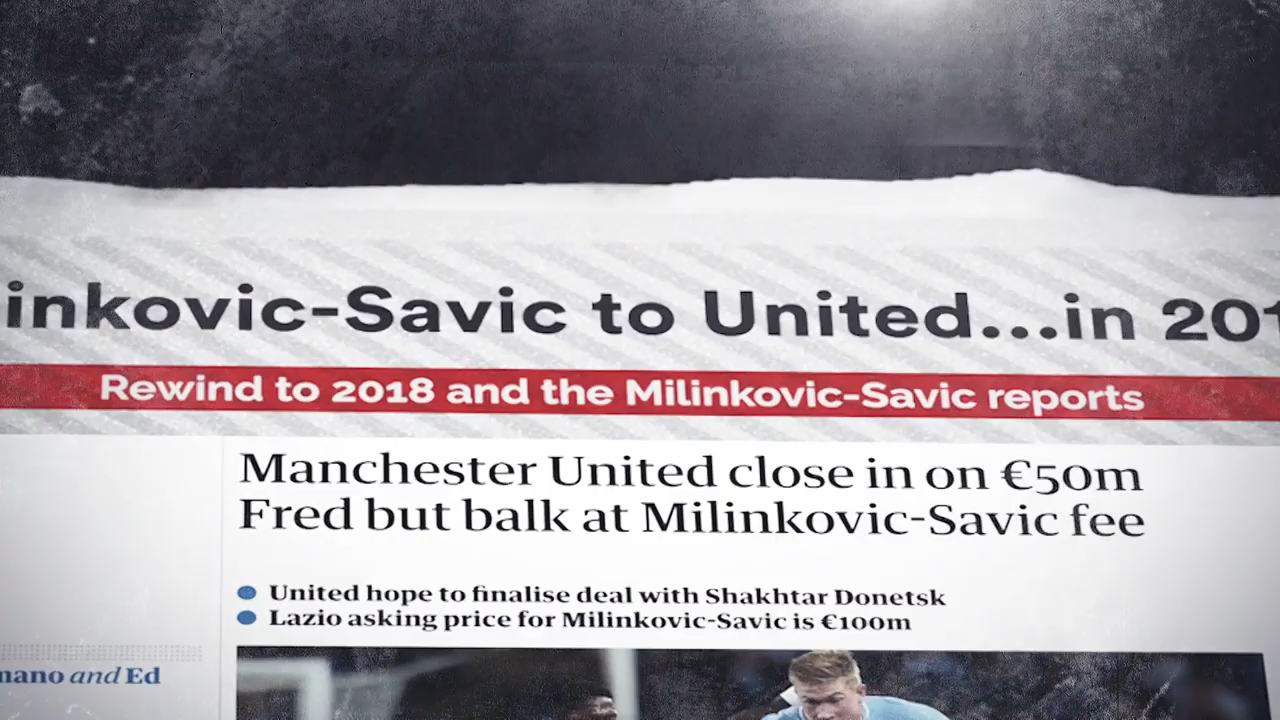 inkovic-Savic to United...in 201
Rewind to 2018 and the Milinkovic-Savic reports
Manchester United close in on €50m
Fred but balk at Milinkovic-Savic fee
United hope to finalise deal with Shakhtar Donetsk
Lazio asking price for Milinkovic-Savic is €100m
mano and Ed